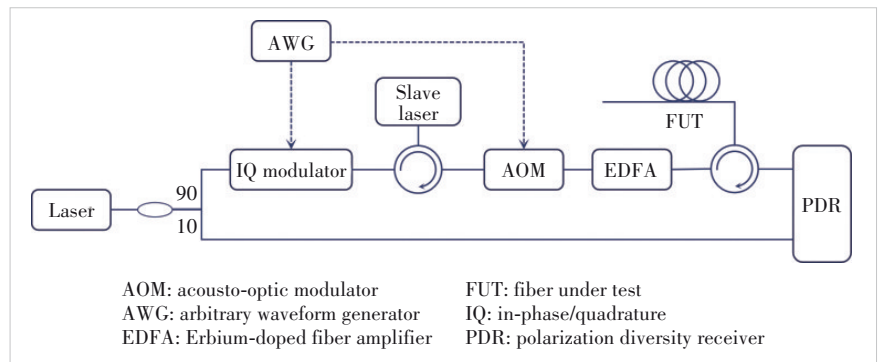 AWG
Slave
laser
FUT
IQ modulator
AOM
EDFA
PDR
Laser
90
10
AOM: acousto-optic modulator
AWG: arbitrary waveform generator
EDFA: Erbium-doped fiber amplifier
FUT: fiber under test
IQ: in-phase/quadrature
PDR: polarization diversity receiver